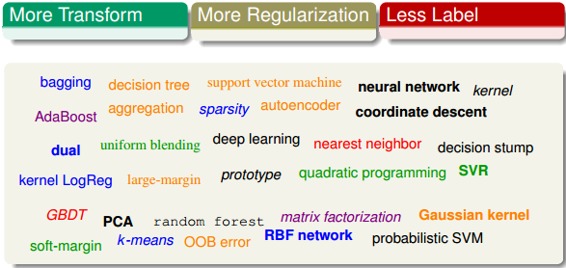 More Transform More Regularization Less Label
bagging decision tree support vector machine neural network kernel
AdaBoost aggregation sparsity autoencoder coordinate descent
dual uniform blending deep learning nearest neighbor decision stump
kernel LogReg large-margin prototype quadratic programming SVR
GBDT PCA random forest matrix factorization Gaussian kernel
soft-margin k-means OOB error RBF network probabilistic SVM